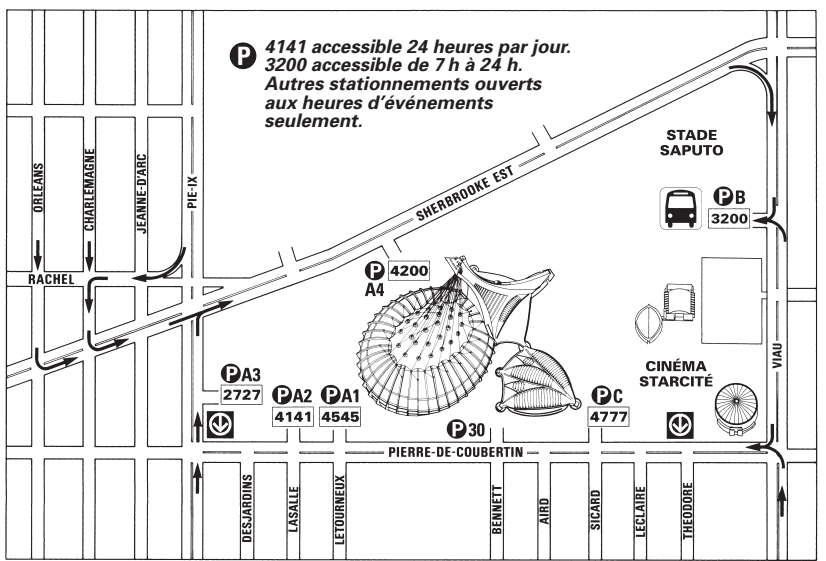 P 4141 accessible 24 heures par jour.
3200 accessible de 7 h à 24 h.
Autres stationnements ouverts
aux heures d'événements
seulement.
STADE
SAPUTO
ORLEANS
CHARLEMAGNE
JEANNE-D'ARC
PIE-IX
SHERBROOKE EST
P B
3200
RACHEL
P 4200
A4
VIAU
CINÉMA
STARCITÉ
P A3
2727
P A2
4141
P A1
4545
P C
4777
P 30
PIERRE-DE-COUBERTIN
DESJARDINS
LASALLE
LETOURNEUX
BENNETT
AIRD
SICARD
LECLAIRE
THEODORE